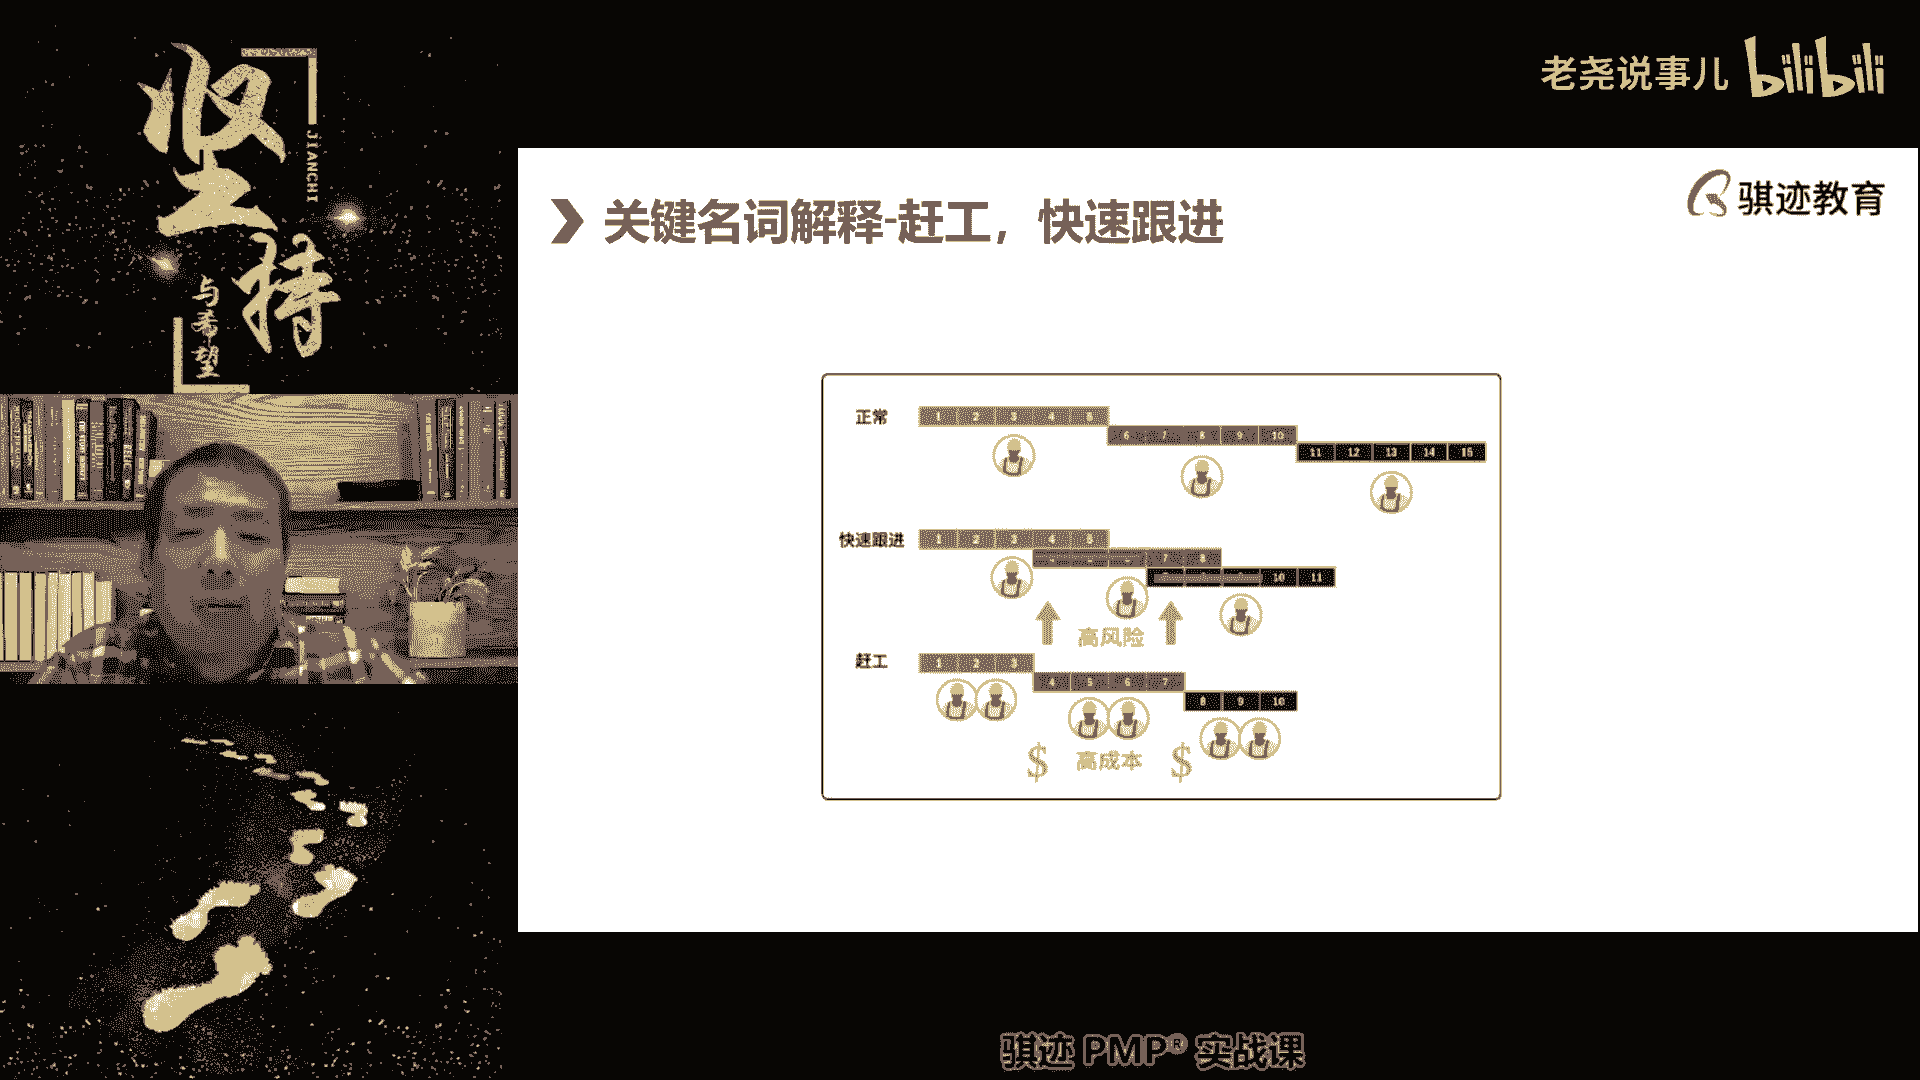 坚持
JIANCHI
与希望
老尧说事儿 bilibili
骐迹教育
关键名词解释-赶工，快速跟进
正常
1 2 3 4 5
6 7 8 9 10
11 12 13 14 15
快速跟进
1 2 3 4 5
7 8
10 11
高风险
赶工
1 2 3
4 5 6 7
8 9 10
$ 高成本 $
骐迹 PMP® 实战课